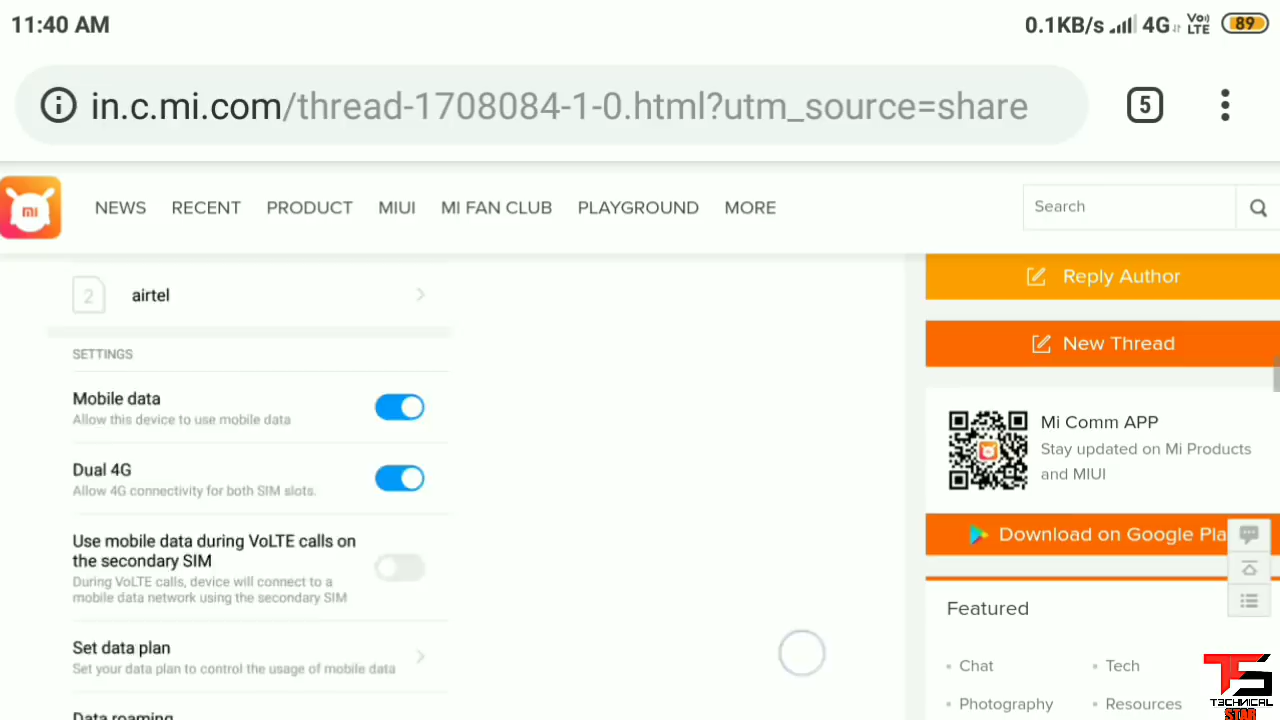 11:40 AM
0.1KB/s 4G Vo)) LTE 89
in.c.mi.com/thread-1708084-1-0.html?utm_source=share
5
mi
NEWS RECENT PRODUCT MIUI MI FAN CLUB PLAYGROUND MORE
Search
2 airtel
SETTINGS
Mobile data
Allow this device to use mobile data
Dual 4G
Allow 4G connectivity for both SIM slots.
Use mobile data during VoLTE calls on
the secondary SIM
During VoLTE calls, device will connect to a
mobile data network using the secondary SIM
Set data plan
Set your data plan to control the usage of mobile data
Data roaming
Reply Author
New Thread
Mi Comm APP
Stay updated on Mi Products
and MIUI
Download on Google Pla
Featured
Chat
Tech
Photography
Resources
TS
TECHNICAL
STAR